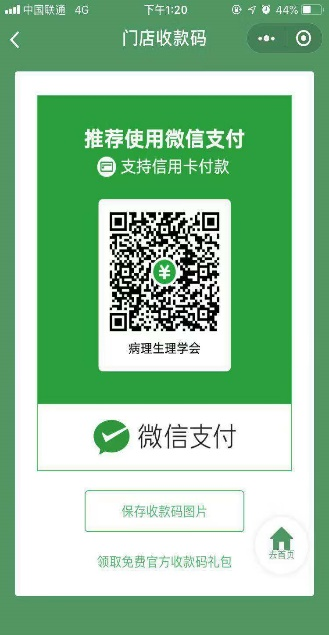 中国联通 4G 下午1:20 44%
门店收款码
推荐使用微信支付
支持信用卡付款
¥
病理生理学会
微信支付
保存收款码图片
去首页
领取免费官方收款码礼包